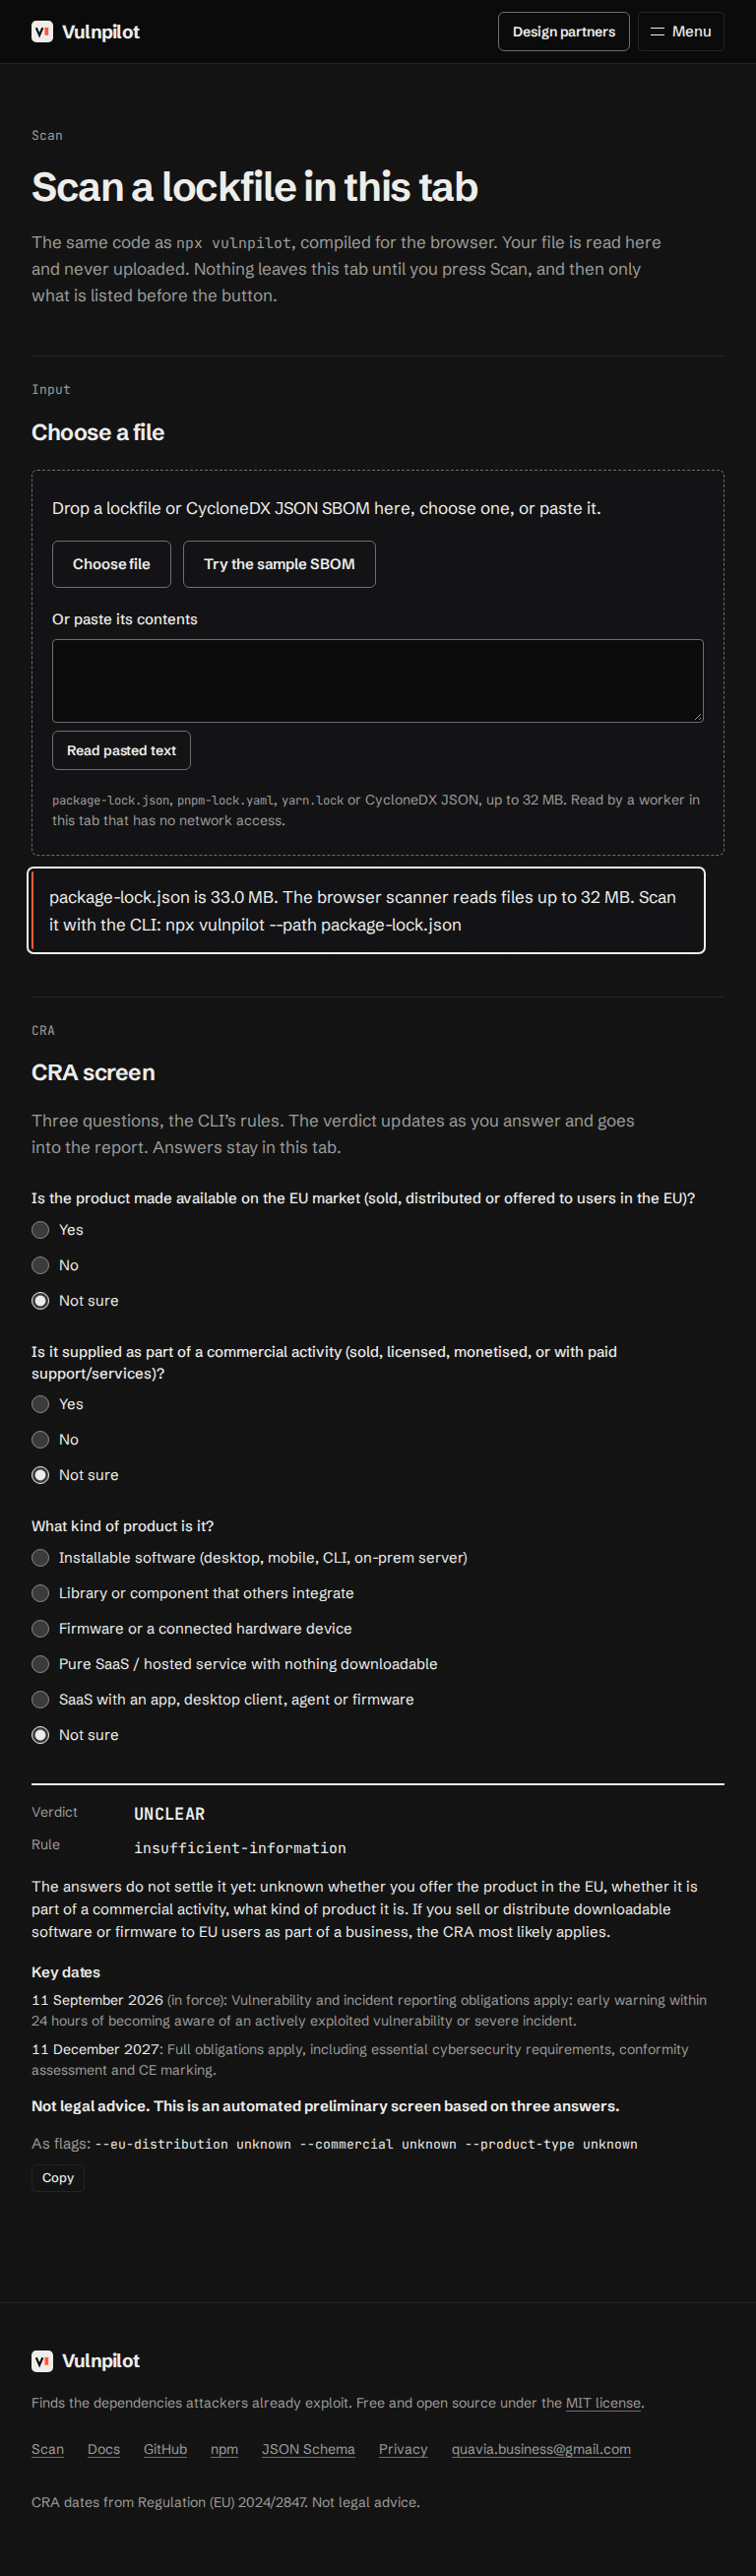 Vulnpilot
Design partners
Menu
Scan
Scan a lockfile in this tab
The same code as npx vulnpilot, compiled for the browser. Your file is read here
and never uploaded. Nothing leaves this tab until you press Scan, and then only
what is listed before the button.
Input
Choose a file
Drop a lockfile or CycloneDX JSON SBOM here, choose one, or paste it.
Choose file
Try the sample SBOM
Or paste its contents
Read pasted text
package-lock.json, pnpm-lock.yaml, yarn.lock or CycloneDX JSON, up to 32 MB. Read by a worker in
this tab that has no network access.
package-lock.json is 33.0 MB. The browser scanner reads files up to 32 MB. Scan
it with the CLI: npx vulnpilot --path package-lock.json
CRA
CRA screen
Three questions, the CLI’s rules. The verdict updates as you answer and goes
into the report. Answers stay in this tab.
Is the product made available on the EU market (sold, distributed or offered to users in the EU)?
Yes
No
Not sure
Is it supplied as part of a commercial activity (sold, licensed, monetised, or with paid
support/services)?
Yes
No
Not sure
What kind of product is it?
Installable software (desktop, mobile, CLI, on-prem server)
Library or component that others integrate
Firmware or a connected hardware device
Pure SaaS / hosted service with nothing downloadable
SaaS with an app, desktop client, agent or firmware
Not sure
Verdict UNCLEAR
Rule insufficient-information
The answers do not settle it yet: unknown whether you offer the product in the EU, whether it is
part of a commercial activity, what kind of product it is. If you sell or distribute downloadable
software or firmware to EU users as part of a business, the CRA most likely applies.
Key dates
11 September 2026 (in force): Vulnerability and incident reporting obligations apply: early warning within
24 hours of becoming aware of an actively exploited vulnerability or severe incident.
11 December 2027: Full obligations apply, including essential cybersecurity requirements, conformity
assessment and CE marking.
Not legal advice. This is an automated preliminary screen based on three answers.
As flags: --eu-distribution unknown --commercial unknown --product-type unknown
Copy
Vulnpilot
Finds the dependencies attackers already exploit. Free and open source under the MIT license.
Scan Docs GitHub npm JSON Schema Privacy quavia.business@gmail.com
CRA dates from Regulation (EU) 2024/2847. Not legal advice.